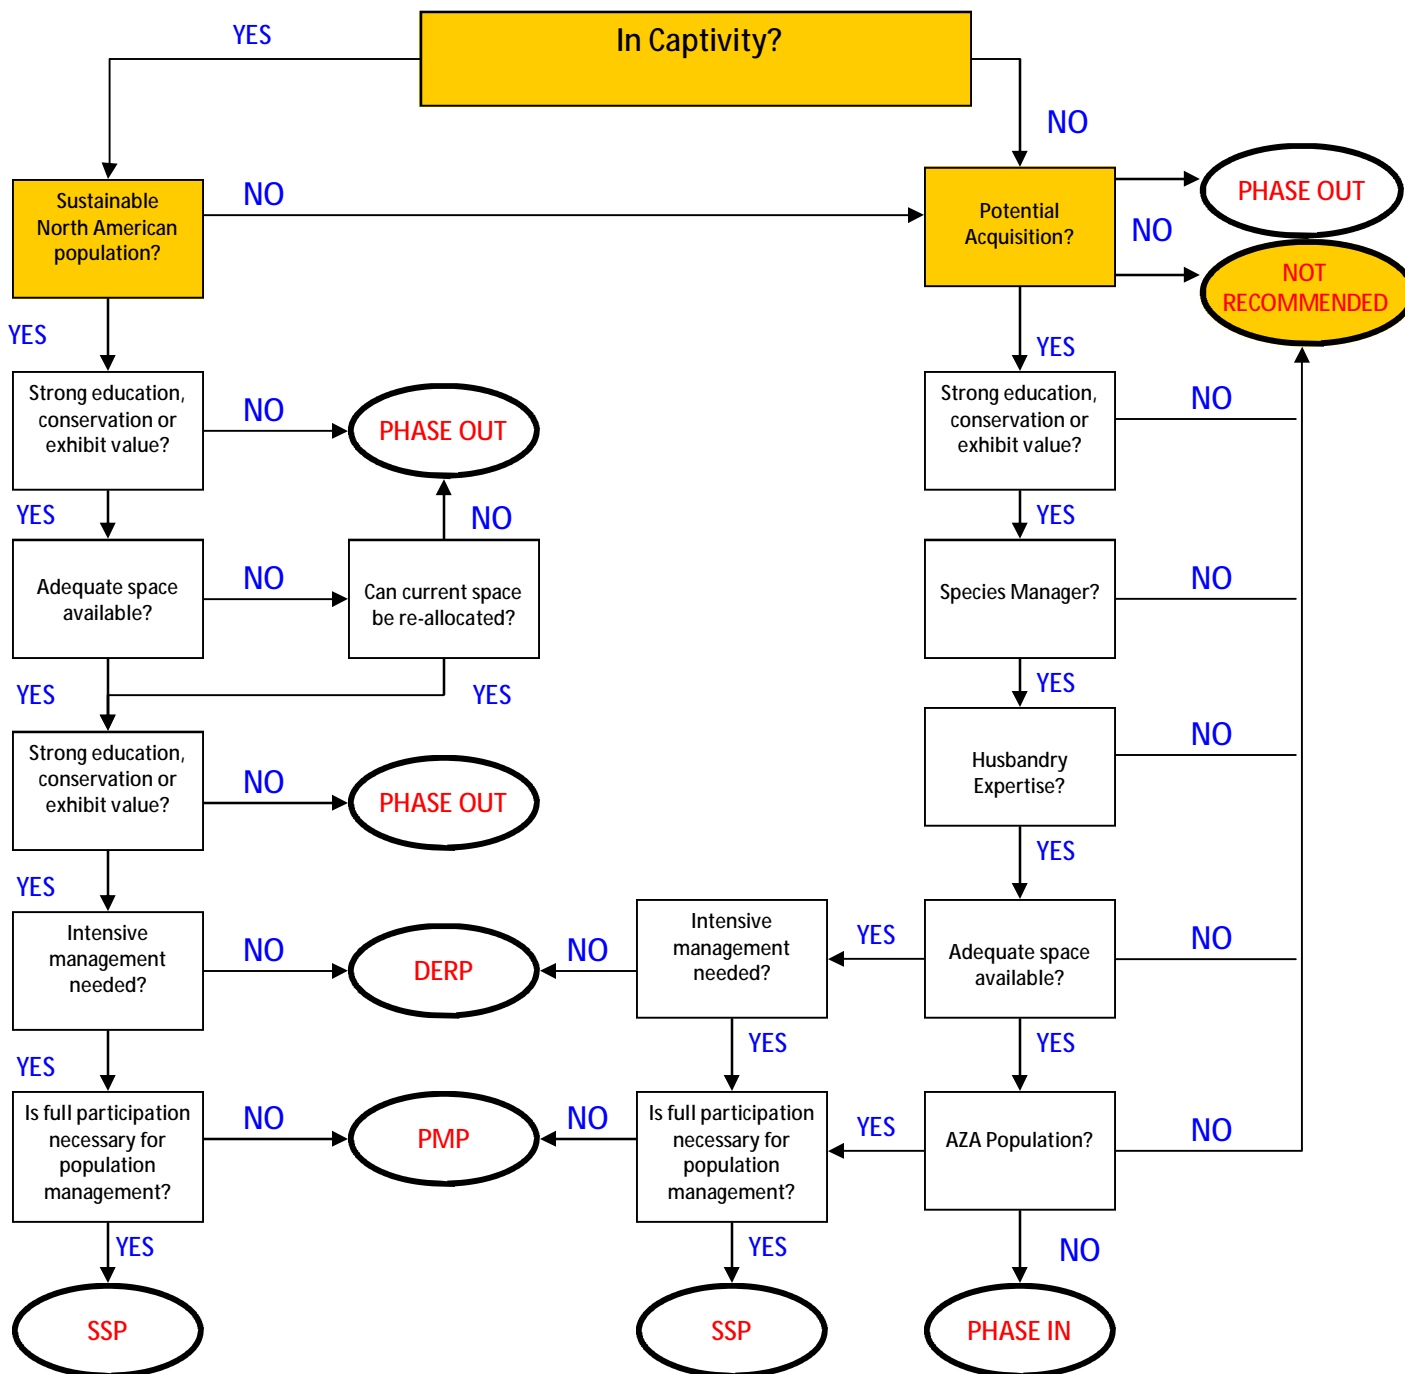 YES
In Captivity?
NO
Sustainable
North American
population?
NO
Potential
Acquisition?
PHASE OUT
NO
NOT
RECOMMENDED
YES
YES
Strong education,
conservation or
exhibit value?
NO
PHASE OUT
Strong education,
conservation or
exhibit value?
NO
YES
NO
YES
Adequate space
available?
NO
Can current space
be re-allocated?
Species Manager?
NO
YES
YES
YES
Strong education,
conservation or
exhibit value?
NO
PHASE OUT
Husbandry
Expertise?
NO
YES
YES
Intensive
management
needed?
NO
DERP
NO
Intensive
management
needed?
YES
Adequate space
available?
NO
YES
YES
YES
Is full participation
necessary for
population
management?
NO
PMP
NO
Is full participation
necessary for
population
management?
YES
AZA Population?
NO
YES
YES
NO
SSP
SSP
PHASE IN